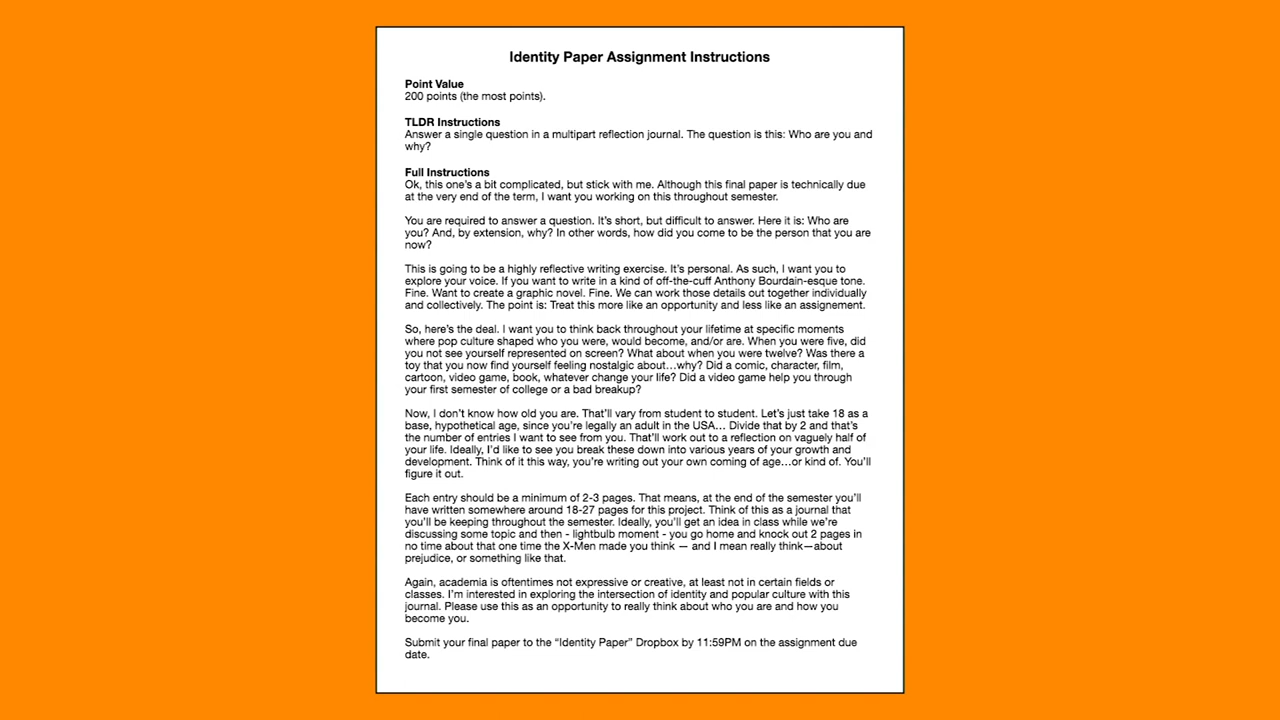 Identity Paper Assignment Instructions
Point Value
200 points (the most points).
TLDR Instructions
Answer a single question in a multipart reflection journal. The question is this: Who are you and
why?
Full Instructions
Ok, this one's a bit complicated, but stick with me. Although this final paper is technically due
at the very end of the term, I want you working on this throughout semester.
You are required to answer a question. It's short, but difficult to answer. Here it is: Who are
you? And, by extension, why? In other words, how did you come to be the person that you are
now?
This is going to be a highly reflective writing exercise. It's personal. As such, I want you to
explore your voice. If you want to write in a kind of off-the-cuff Anthony Bourdain-esque tone.
Fine. Want to create a graphic novel. Fine. We can work those details out together individually
and collectively. The point is: Treat this more like an opportunity and less like an assignement.
So, here's the deal. I want you to think back throughout your lifetime at specific moments
where pop culture shaped who you were, would become, and/or are. When you were five, did
you not see yourself represented on screen? What about when you were twelve? Was there a
toy that you now find yourself feeling nostalgic about…why? Did a comic, character, film,
cartoon, video game, book, whatever change your life? Did a video game help you through
your first semester of college or a bad breakup?
Now, I don't know how old you are. That'll vary from student to student. Let's just take 18 as a
base, hypothetical age, since you're legally an adult in the USA… Divide that by 2 and that's
the number of entries I want to see from you. That'll work out to a reflection on vaguely half of
your life. Ideally, I'd like to see you break these down into various years of your growth and
development. Think of it this way, you're writing out your own coming of age…or kind of. You'll
figure it out.
Each entry should be a minimum of 2-3 pages. That means, at the end of the semester you'll
have written somewhere around 18-27 pages for this project. Think of this as a journal that
you'll be keeping throughout the semester. Ideally, you'll get an idea in class while we're
discussing some topic and then - lightbulb moment - you go home and knock out 2 pages in
no time about that one time the X-Men made you think — and I mean really think—about
prejudice, or something like that.
Again, academia is oftentimes not expressive or creative, at least not in certain fields or
classes. I'm interested in exploring the intersection of identity and popular culture with this
journal. Please use this as an opportunity to really think about who you are and how you
become you.
Submit your final paper to the "Identity Paper" Dropbox by 11:59PM on the assignment due
date.